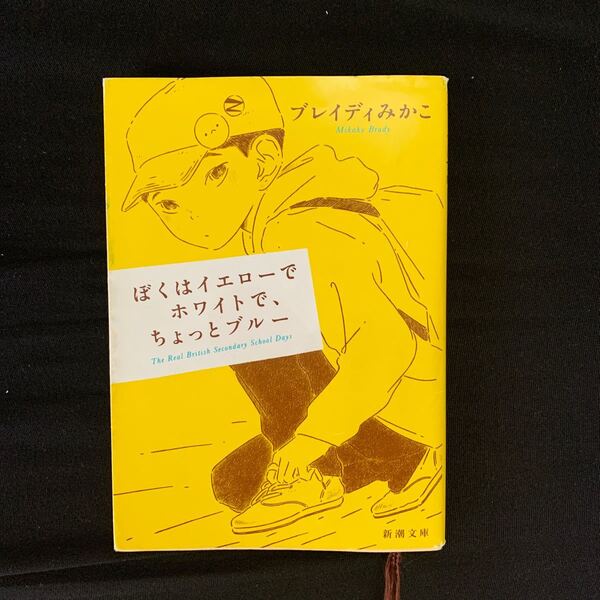 ブレイディみかこ
Mikako Brady
ぼくはイエローで
ホワイトで、
ちょっとブルー
The Real British Secondary School Days
新潮文庫